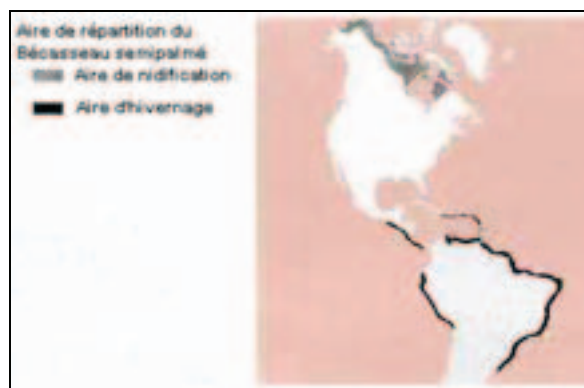 Aire de répartition du
Bécasseau semipalmé
Aire de nidification
Aire d'hivernage